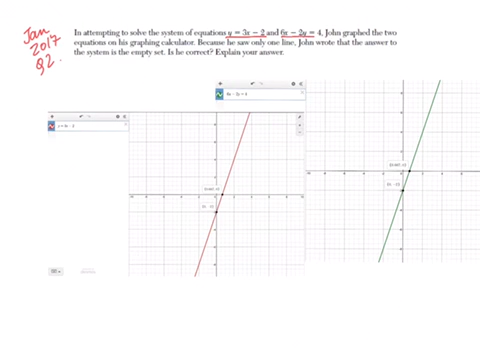 Jan
2017
Q2.
In attempting to solve the system of equations y = 3x − 2 and 6x − 2y = 4, John graphed the two
equations on his graphing calculator. Because he saw only one line, John wrote that the answer to
the system is the empty set. Is he correct? Explain your answer.
6x − 2y = 4